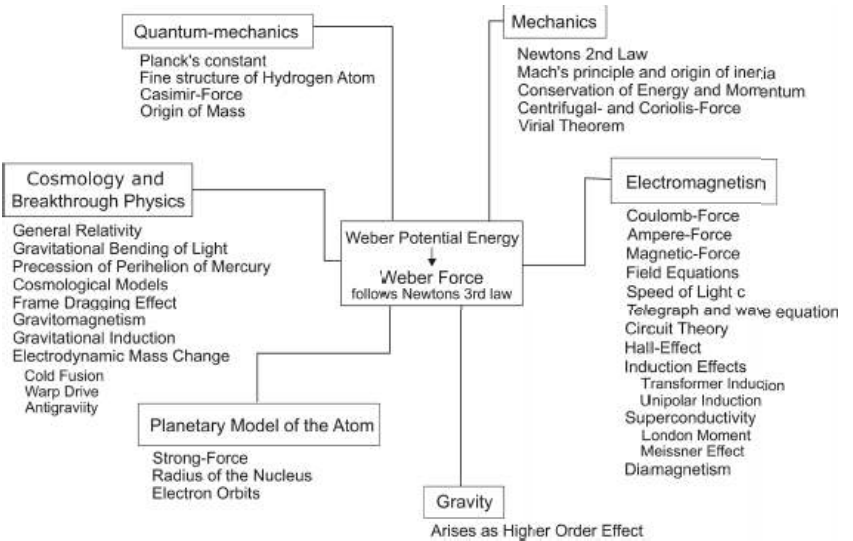 Quantum-mechanics
Planck's constant
Fine structure of Hydrogen Atom
Casimir-Force
Origin of Mass
Mechanics
Newtons 2nd Law
Mach's principle and origin of ineria
Conservation of Energy and Momentum
Centrifugal- and Coriolis-Force
Virial Theorem
Cosmology and
Breakthrough Physics
General Relativity
Gravitational Bending of Light
Precession of Perihelion of Mercury
Cosmological Models
Frame Dragging Effect
Gravitomagnetism
Gravitational Induction
Electrodynamic Mass Change
Cold Fusion
Warp Drive
Antigraviity
Weber Potential Energy
Weber Force
follows Newtons 3rd law
Electromagnetism
Coulomb-Force
Ampere-Force
Magnetic-Force
Field Equations
Speed of Light c
Telegraph and wave equation
Circuit Theory
Hall-Effect
Induction Effects
Transformer Induction
Unipolar Induction
Superconductivity
London Moment
Meissner Effect
Diamagnetism
Planetary Model of the Atom
Strong-Force
Radius of the Nucleus
Electron Orbits
Gravity
Arises as Higher Order Effect